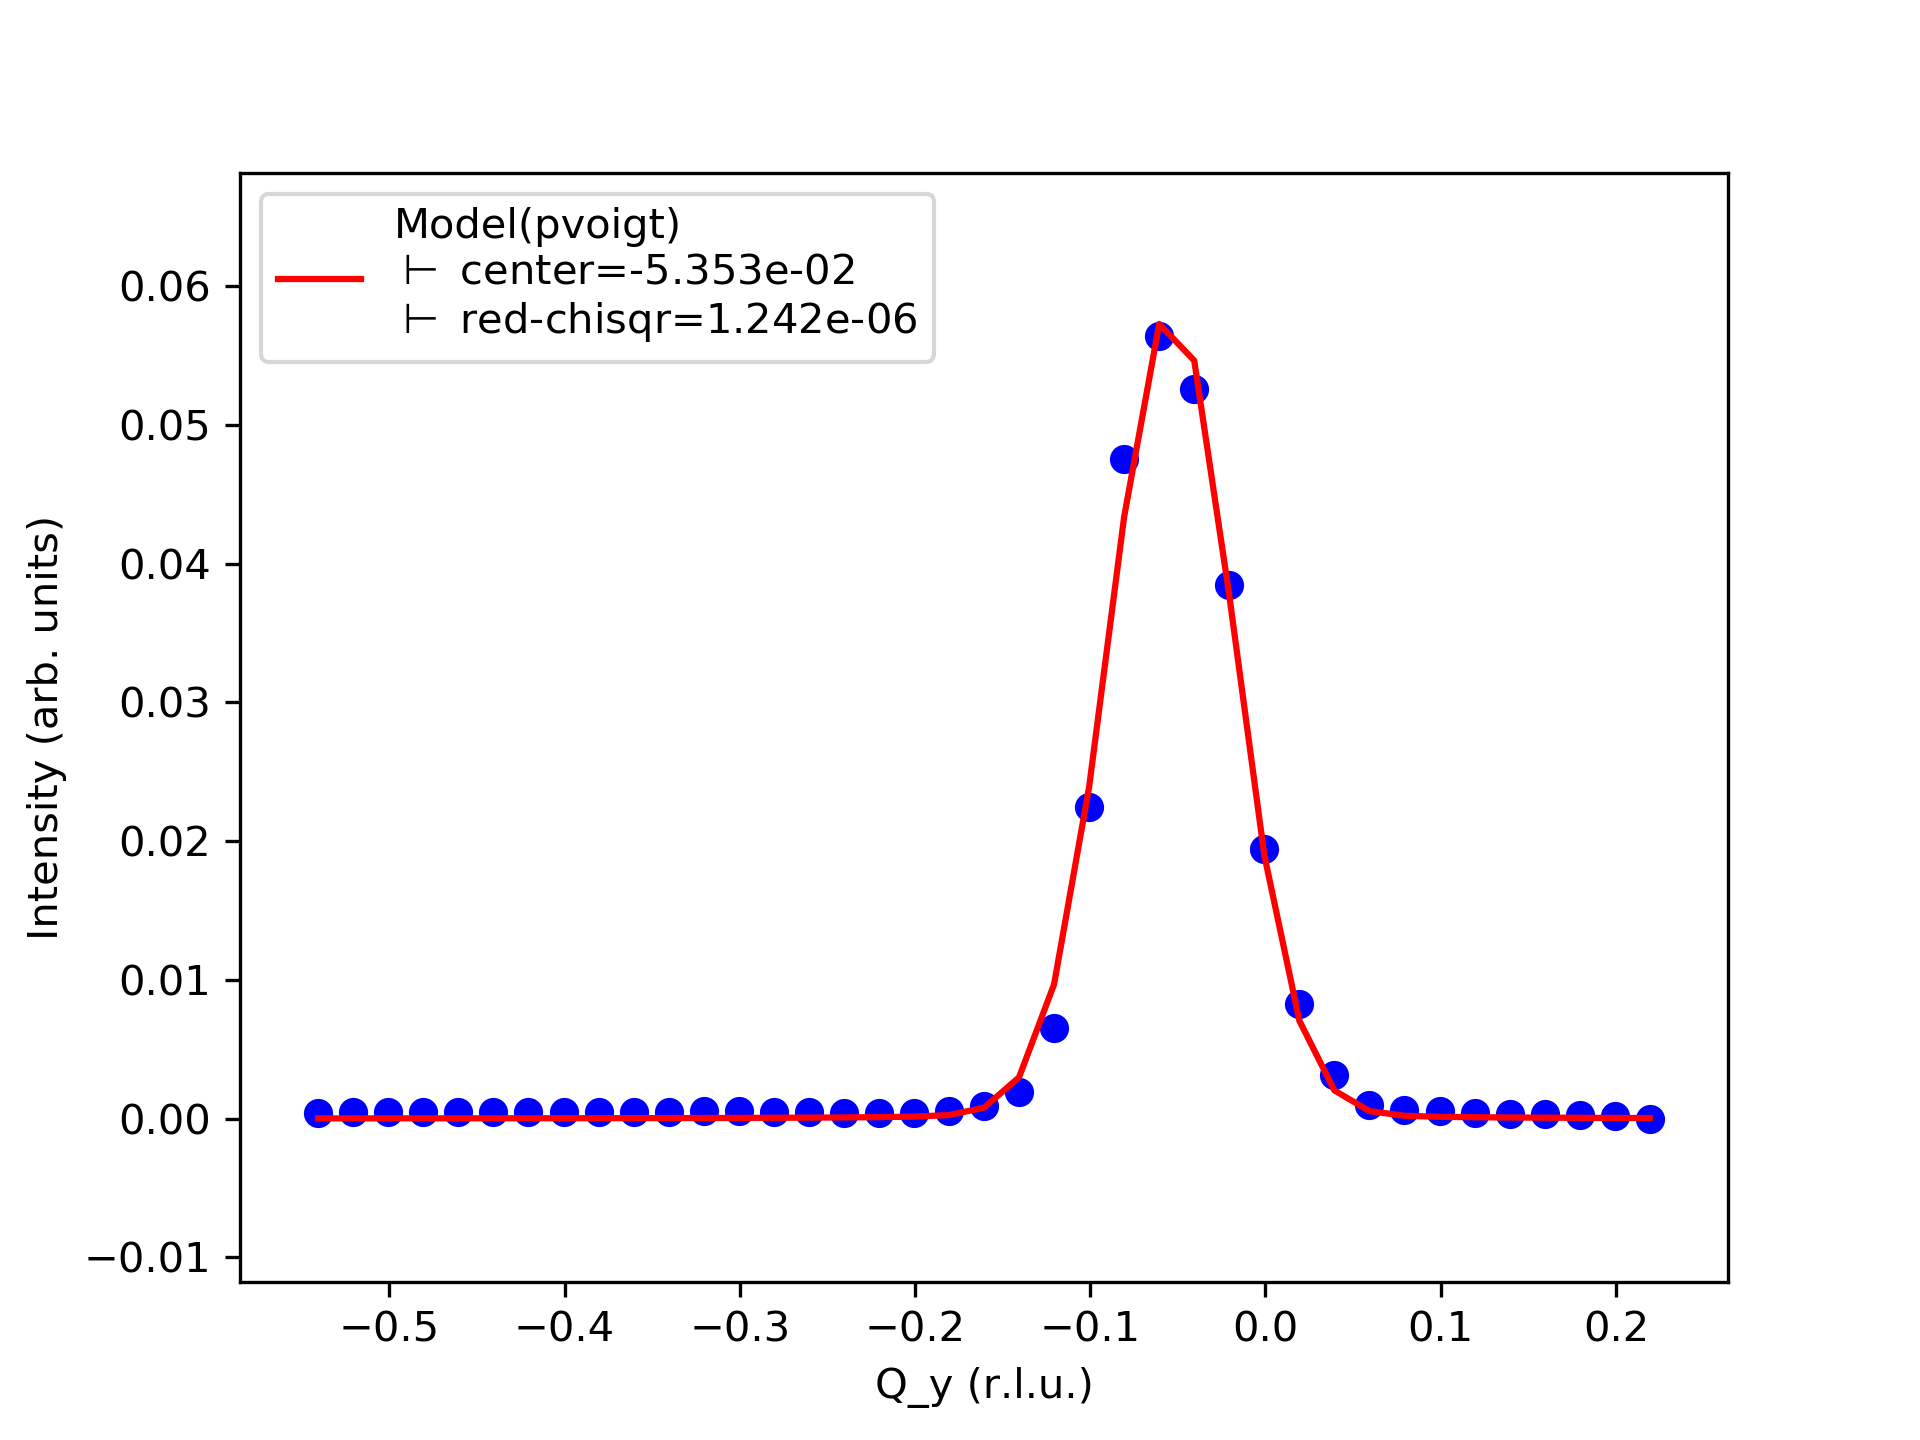 Model(pvoigt)
⊢ center=-5.353e-02
⊢ red-chisqr=1.242e-06
0.06
0.05
0.04
0.03
0.02
0.01
0.00
−0.01
Intensity (arb. units)
−0.5 −0.4 −0.3 −0.2 −0.1 0.0 0.1 0.2
Q_y (r.l.u.)